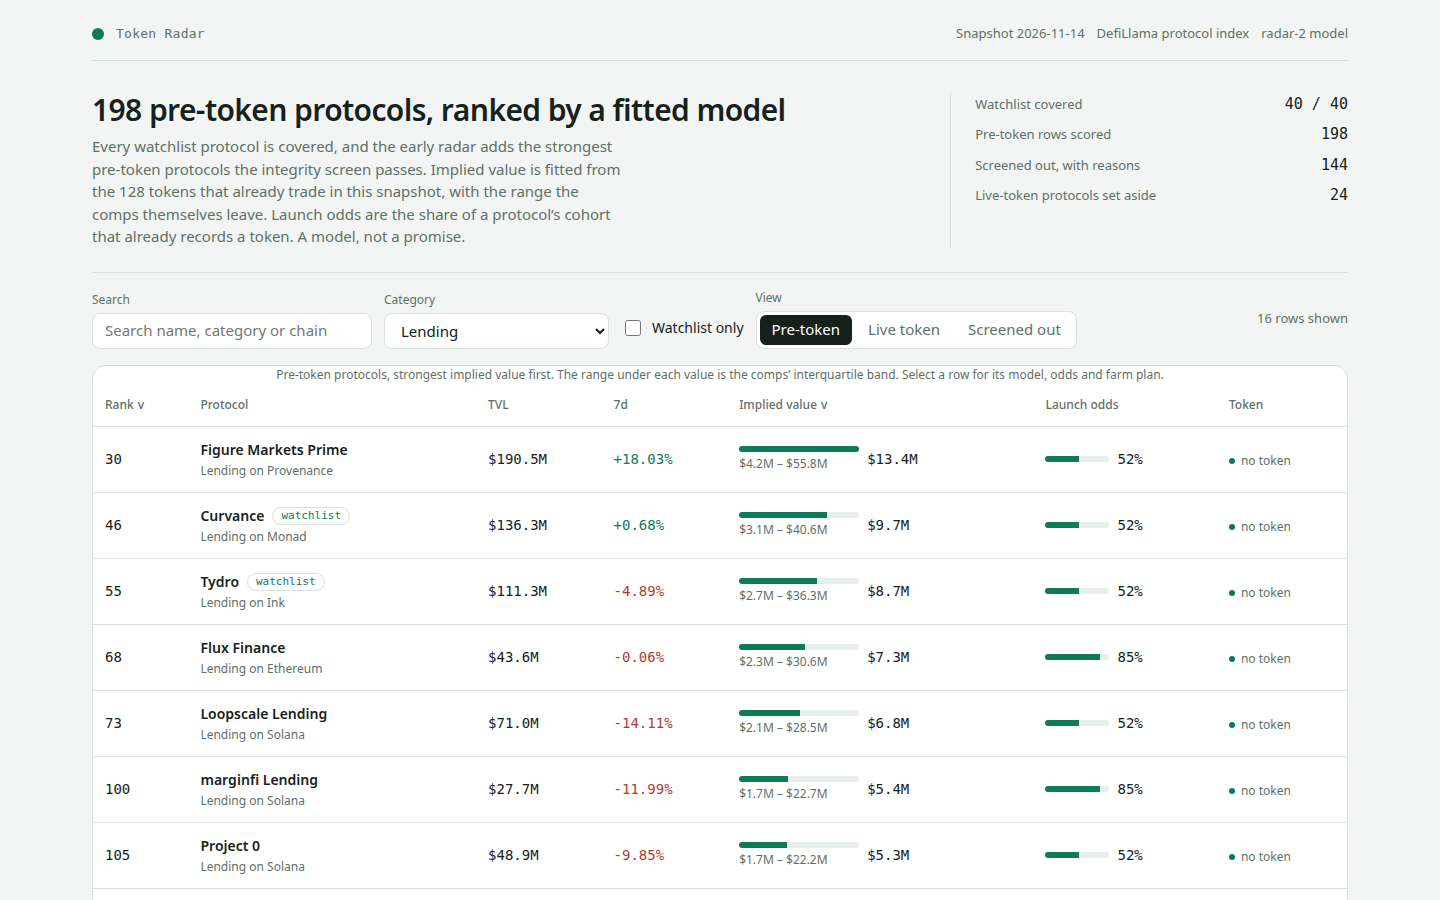 Token Radar
Snapshot 2026-11-14 DefiLlama protocol index radar-2 model
198 pre-token protocols, ranked by a fitted model
Every watchlist protocol is covered, and the early radar adds the strongest
pre-token protocols the integrity screen passes. Implied value is fitted from
the 128 tokens that already trade in this snapshot, with the range the
comps themselves leave. Launch odds are the share of a protocol’s cohort
that already records a token. A model, not a promise.
Watchlist covered 40 / 40
Pre-token rows scored 198
Screened out, with reasons 144
Live-token protocols set aside 24
Search
Search name, category or chain
Category
Lending
Watchlist only
View
Pre-token Live token Screened out
16 rows shown
Pre-token protocols, strongest implied value first. The range under each value is the comps’ interquartile band. Select a row for its model, odds and farm plan.
Rank v Protocol TVL 7d Implied value v Launch odds Token
30 Figure Markets Prime $190.5M +18.03% $13.4M 52% no token
Lending on Provenance $4.2M – $55.8M
46 Curvance watchlist $136.3M +0.68% $9.7M 52% no token
Lending on Monad $3.1M – $40.6M
55 Tydro watchlist $111.3M -4.89% $8.7M 52% no token
Lending on Ink $2.7M – $36.3M
68 Flux Finance $43.6M -0.06% $7.3M 85% no token
Lending on Ethereum $2.3M – $30.6M
73 Loopscale Lending $71.0M -14.11% $6.8M 52% no token
Lending on Solana $2.1M – $28.5M
100 marginfi Lending $27.7M -11.99% $5.4M 85% no token
Lending on Solana $1.7M – $22.7M
105 Project 0 $48.9M -9.85% $5.3M 52% no token
Lending on Solana $1.7M – $22.2M